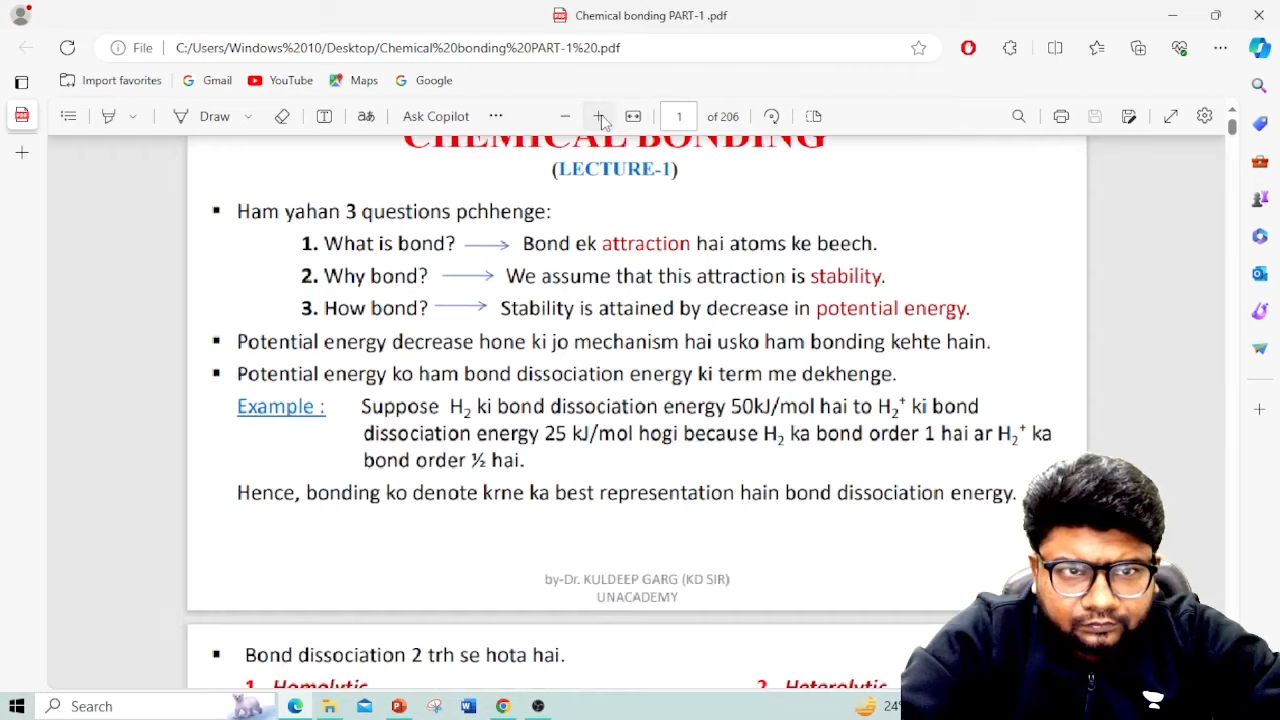 Chemical bonding PART-1 .pdf
File C:/Users/Windows%2010/Desktop/Chemical%20bonding%20PART-1%20.pdf
Import favorites Gmail YouTube Maps Google
Draw Ask Copilot 1 of 206
CHEMICAL BONDING
(LECTURE-1)
▪ Ham yahan 3 questions pchhenge:
1. What is bond? → Bond ek attraction hai atoms ke beech.
2. Why bond? → We assume that this attraction is stability.
3. How bond? → Stability is attained by decrease in potential energy.
▪ Potential energy decrease hone ki jo mechanism hai usko ham bonding kehte hain.
▪ Potential energy ko ham bond dissociation energy ki term me dekhenge.
Example : Suppose H₂ ki bond dissociation energy 50kJ/mol hai to H₂⁺ ki bond
dissociation energy 25 kJ/mol hogi because H₂ ka bond order 1 hai ar H₂⁺ ka
bond order ½ hai.
Hence, bonding ko denote krne ka best representation hain bond dissociation energy.
by-Dr. KULDEEP GARG (KD SIR)
UNACADEMY
▪ Bond dissociation 2 trh se hota hai.
1. Homolytic 2. Heterolytic
Search 24°